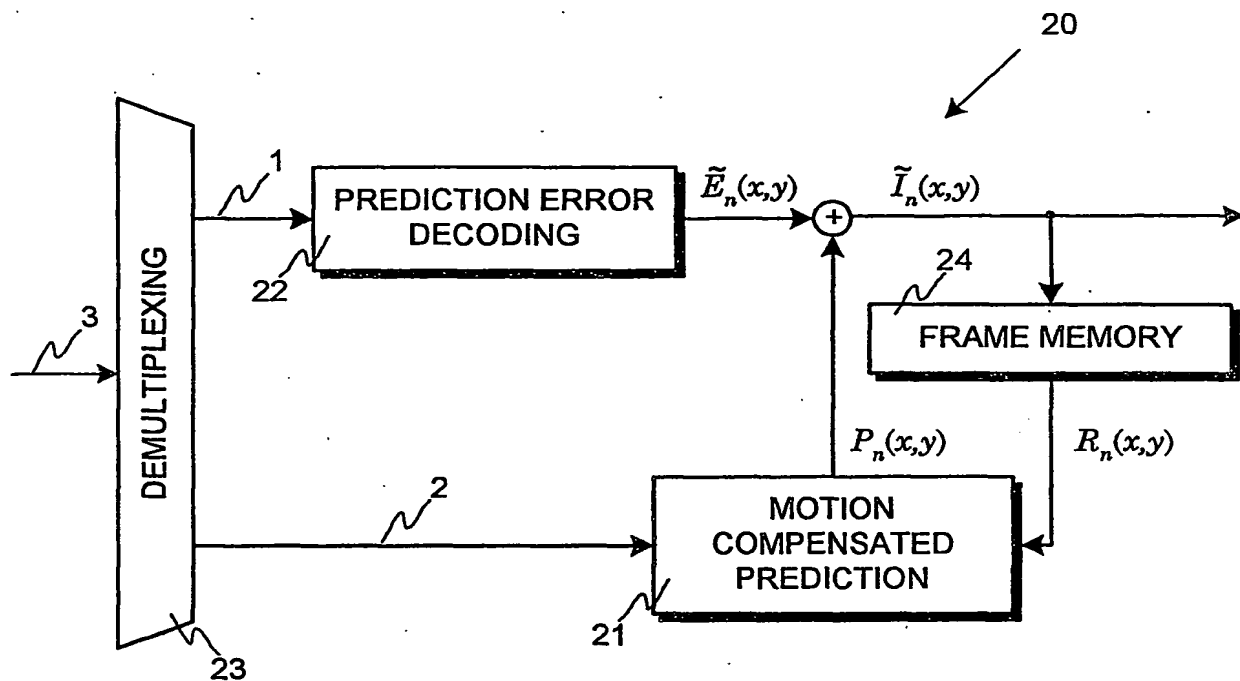 20
1
PREDICTION ERROR
DECODING
22
Ẽn(x,y)
+
Ĩn(x,y)
24
FRAME MEMORY
3
DEMULTIPLEXING
Pn(x,y)
Rn(x,y)
2
MOTION
COMPENSATED
PREDICTION
21
23